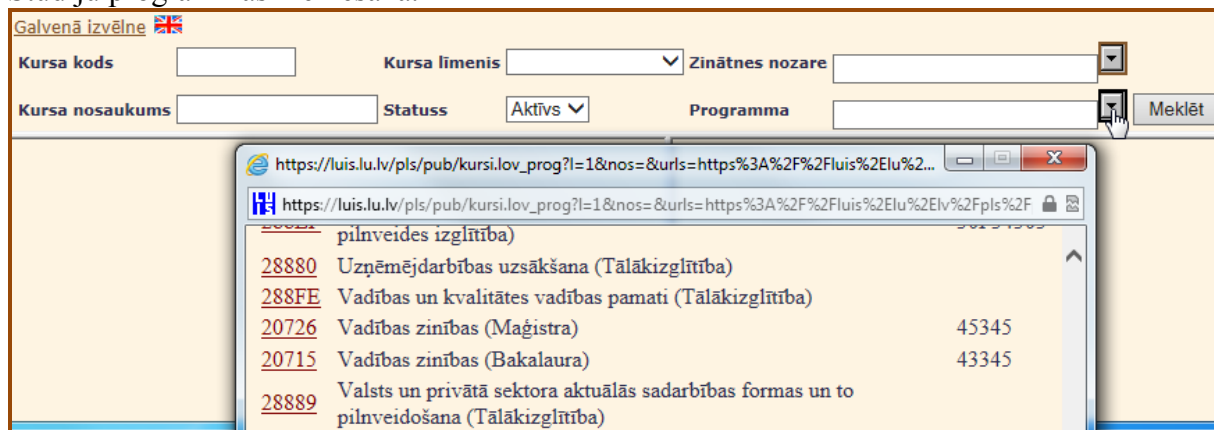 Galvenā izvēlne
Kursa kods Kursa līmenis Zinātnes nozare
Kursa nosaukums Statuss Aktīvs Programma Meklēt
https://luis.lu.lv/pls/pub/kursi.lov_prog?l=1&nos=&urls=https%3A%2F%2Fluis%2Elu%2...
https://luis.lu.lv/pls/pub/kursi.lov_prog?l=1&nos=&urls=https%3A%2F%2Fluis%2Elu%2Elv%2Fpls%2F
pilnveides izglītība)
28880 Uzņēmējdarbības uzsākšana (Tālākizglītība)
288FE Vadības un kvalitātes vadības pamati (Tālākizglītība)
20726 Vadības zinības (Maģistra) 45345
20715 Vadības zinības (Bakalaura) 43345
28889 Valsts un privātā sektora aktuālās sadarbības formas un to
pilnveidošana (Tālākizglītība)